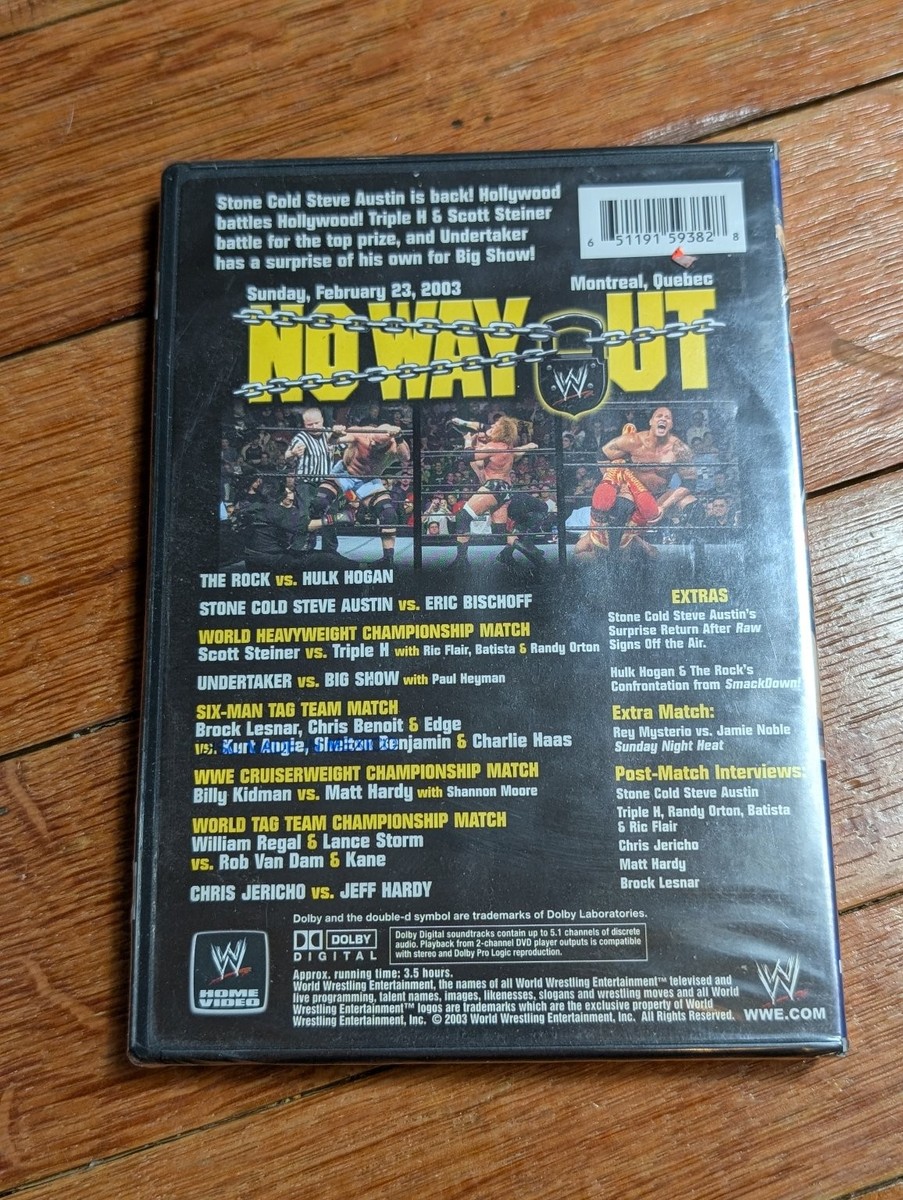 Stone Cold Steve Austin is back! Hollywood
battles Hollywood! Triple H & Scott Steiner
battle for the top prize, and Undertaker
has a surprise of his own for Big Show!
6 51191 59382 8
Sunday, February 23, 2003
Montreal, Quebec
NO WAY OUT
W
THE ROCK vs. HULK HOGAN
STONE COLD STEVE AUSTIN vs. ERIC BISCHOFF
WORLD HEAVYWEIGHT CHAMPIONSHIP MATCH
Scott Steiner vs. Triple H with Ric Flair, Batista & Randy Orton
UNDERTAKER vs. BIG SHOW with Paul Heyman
SIX-MAN TAG TEAM MATCH
Brock Lesnar, Chris Benoit & Edge
vs. Kurt Angle, Shelton Benjamin & Charlie Haas
WWE CRUISERWEIGHT CHAMPIONSHIP MATCH
Billy Kidman vs. Matt Hardy with Shannon Moore
WORLD TAG TEAM CHAMPIONSHIP MATCH
William Regal & Lance Storm
vs. Rob Van Dam & Kane
CHRIS JERICHO vs. JEFF HARDY
EXTRAS
Stone Cold Steve Austin's
Surprise Return After Raw
Signs Off the Air.
Hulk Hogan & The Rock's
Confrontation from SmackDown!
Extra Match:
Rey Mysterio vs. Jamie Noble
Sunday Night Heat
Post-Match Interviews:
Stone Cold Steve Austin
Triple H, Randy Orton, Batista
& Ric Flair
Chris Jericho
Matt Hardy
Brock Lesnar
Dolby and the double-d symbol are trademarks of Dolby Laboratories.
DOLBY
DIGITAL
Dolby Digital soundtracks contain up to 5.1 channels of discrete
audio. Playback from 2-channel DVD player outputs is compatible
with stereo and Dolby Pro Logic reproduction.
W
HOME
VIDEO
Approx. running time: 3.5 hours.
World Wrestling Entertainment, the names of all World Wrestling Entertainment™ televised and
live programming, talent names, images, likenesses, slogans and wrestling moves and all World
Wrestling Entertainment™ logos are trademarks which are the exclusive property of World
Wrestling Entertainment, Inc. © 2003 World Wrestling Entertainment, Inc. All Rights Reserved.
W
WWE.COM